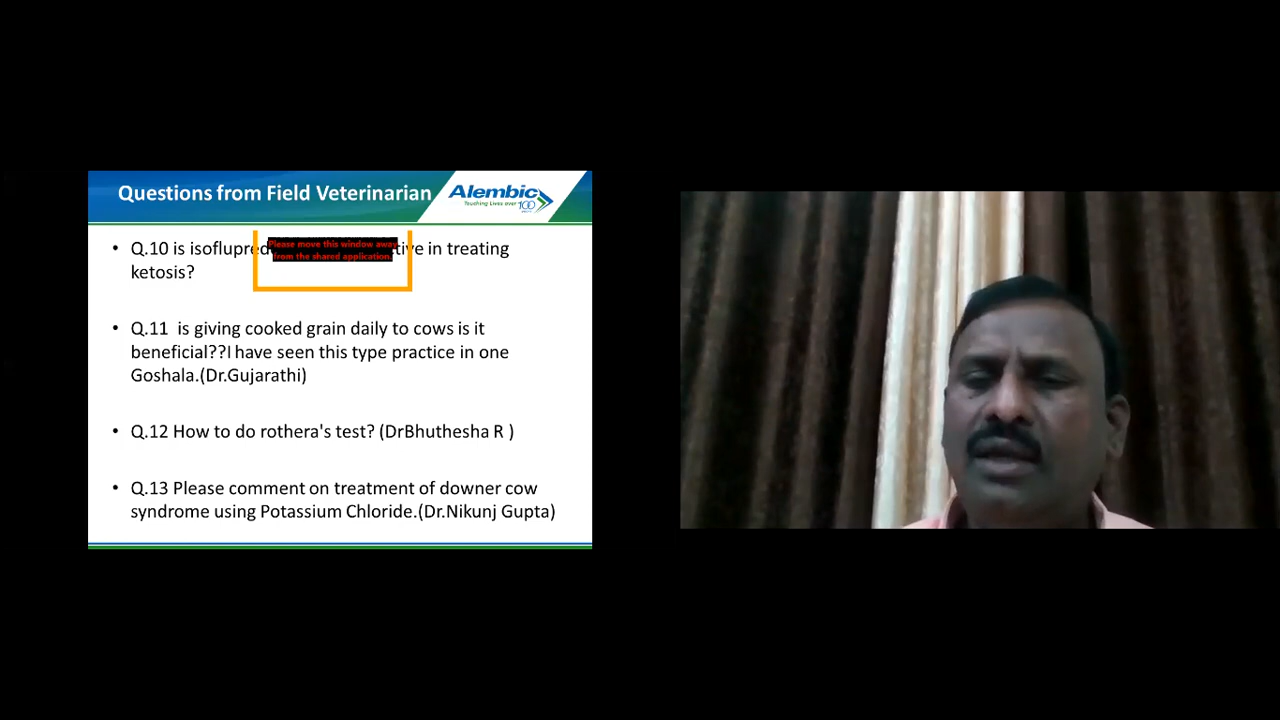 Questions from Field Veterinarian
Alembic
Touching Lives over 100
• Q.10 is isoflupred tive in treating
Please move this window away
from the shared application.
ketosis?
• Q.11 is giving cooked grain daily to cows is it
beneficial??I have seen this type practice in one
Goshala.(Dr.Gujarathi)
• Q.12 How to do rothera's test? (DrBhuthesha R )
• Q.13 Please comment on treatment of downer cow
syndrome using Potassium Chloride.(Dr.Nikunj Gupta)